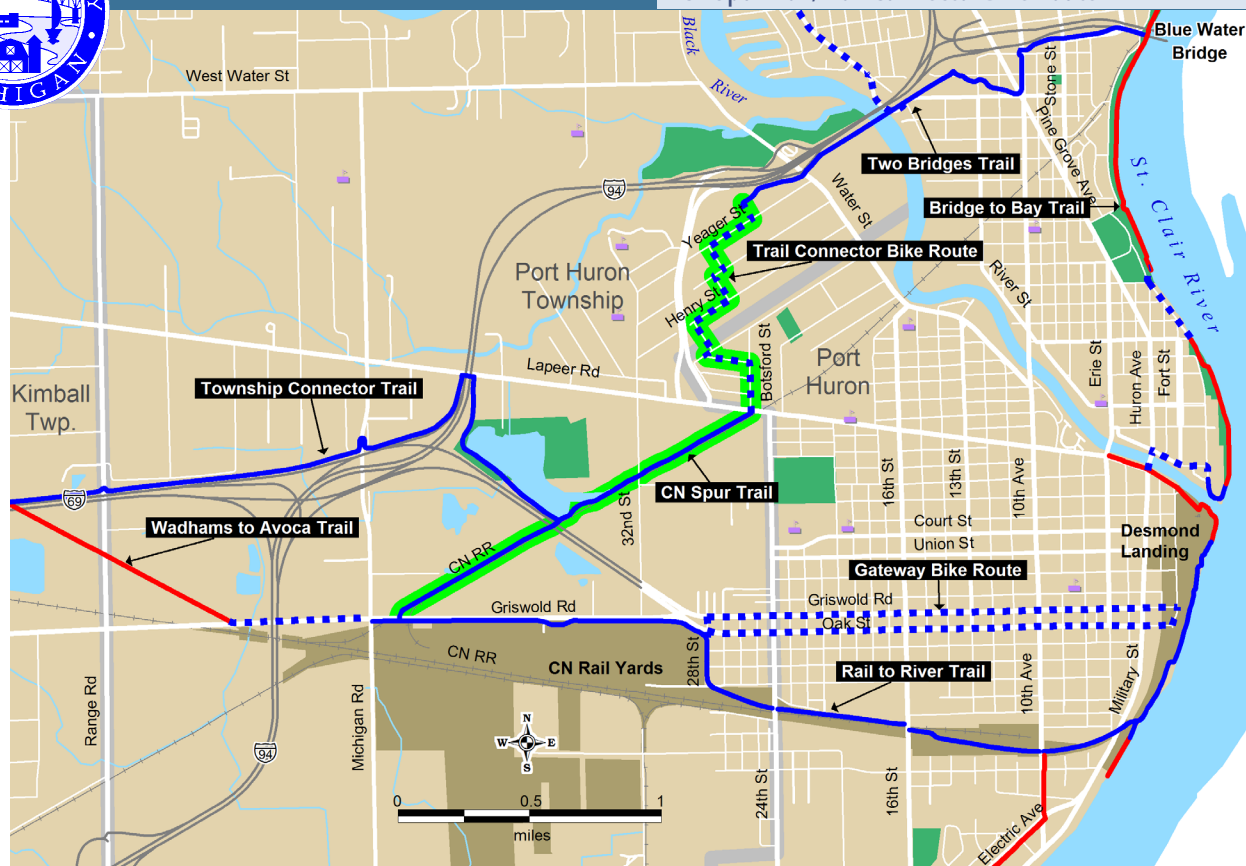 HIGAN
West Water St
Black
River
94
Two Bridges Trail
Stone St
Blue Water
Bridge
Pine Grove Ave
Water St
Bridge to Bay Trail
St. Clair River
Yeager St
Trail Connector Bike Route
Port Huron
Township
Henry St
River St
Lapeer Rd
Botsford St
Port
Huron
Erie St
Huron Ave
Fort St
Kimball
Twp.
Township Connector Trail
69
CN Spur Trail
32nd St
16th St
13th St
10th Ave
Court St
Union St
Desmond
Landing
Wadhams to Avoca Trail
CN RR
Gateway Bike Route
Griswold Rd
Griswold Rd
Oak St
CN RR
CN Rail Yards
28th St
Rail to River Trail
10th Ave
Military St
Range Rd
Michigan Rd
94
N
W E
S
24th St
16th St
0 0.5 1
miles
Electric Ave